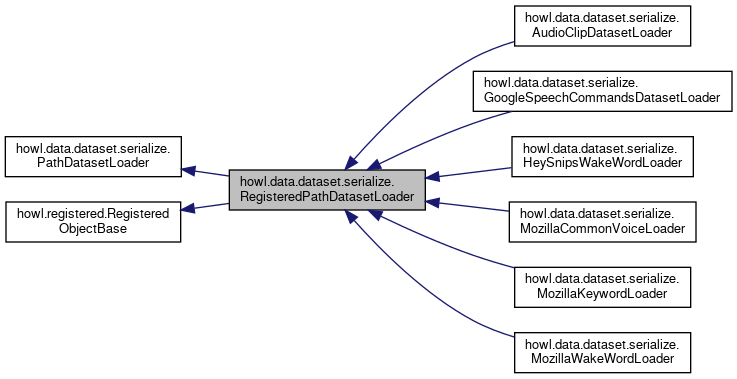 howl.data.dataset.serialize.
AudioClipDatasetLoader
howl.data.dataset.serialize.
GoogleSpeechCommandsDatasetLoader
howl.data.dataset.serialize.
PathDatasetLoader
howl.data.dataset.serialize.
HeySnipsWakeWordLoader
howl.data.dataset.serialize.
RegisteredPathDatasetLoader
howl.registered.Registered
ObjectBase
howl.data.dataset.serialize.
MozillaCommonVoiceLoader
howl.data.dataset.serialize.
MozillaKeywordLoader
howl.data.dataset.serialize.
MozillaWakeWordLoader